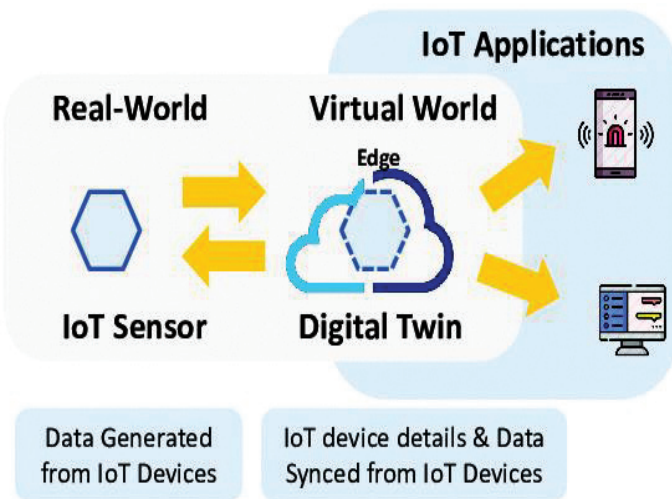 IoT Applications
Real-World
Virtual World
Edge
IoT Sensor
Digital Twin
Data Generated
from IoT Devices
IoT device details & Data
Synced from IoT Devices